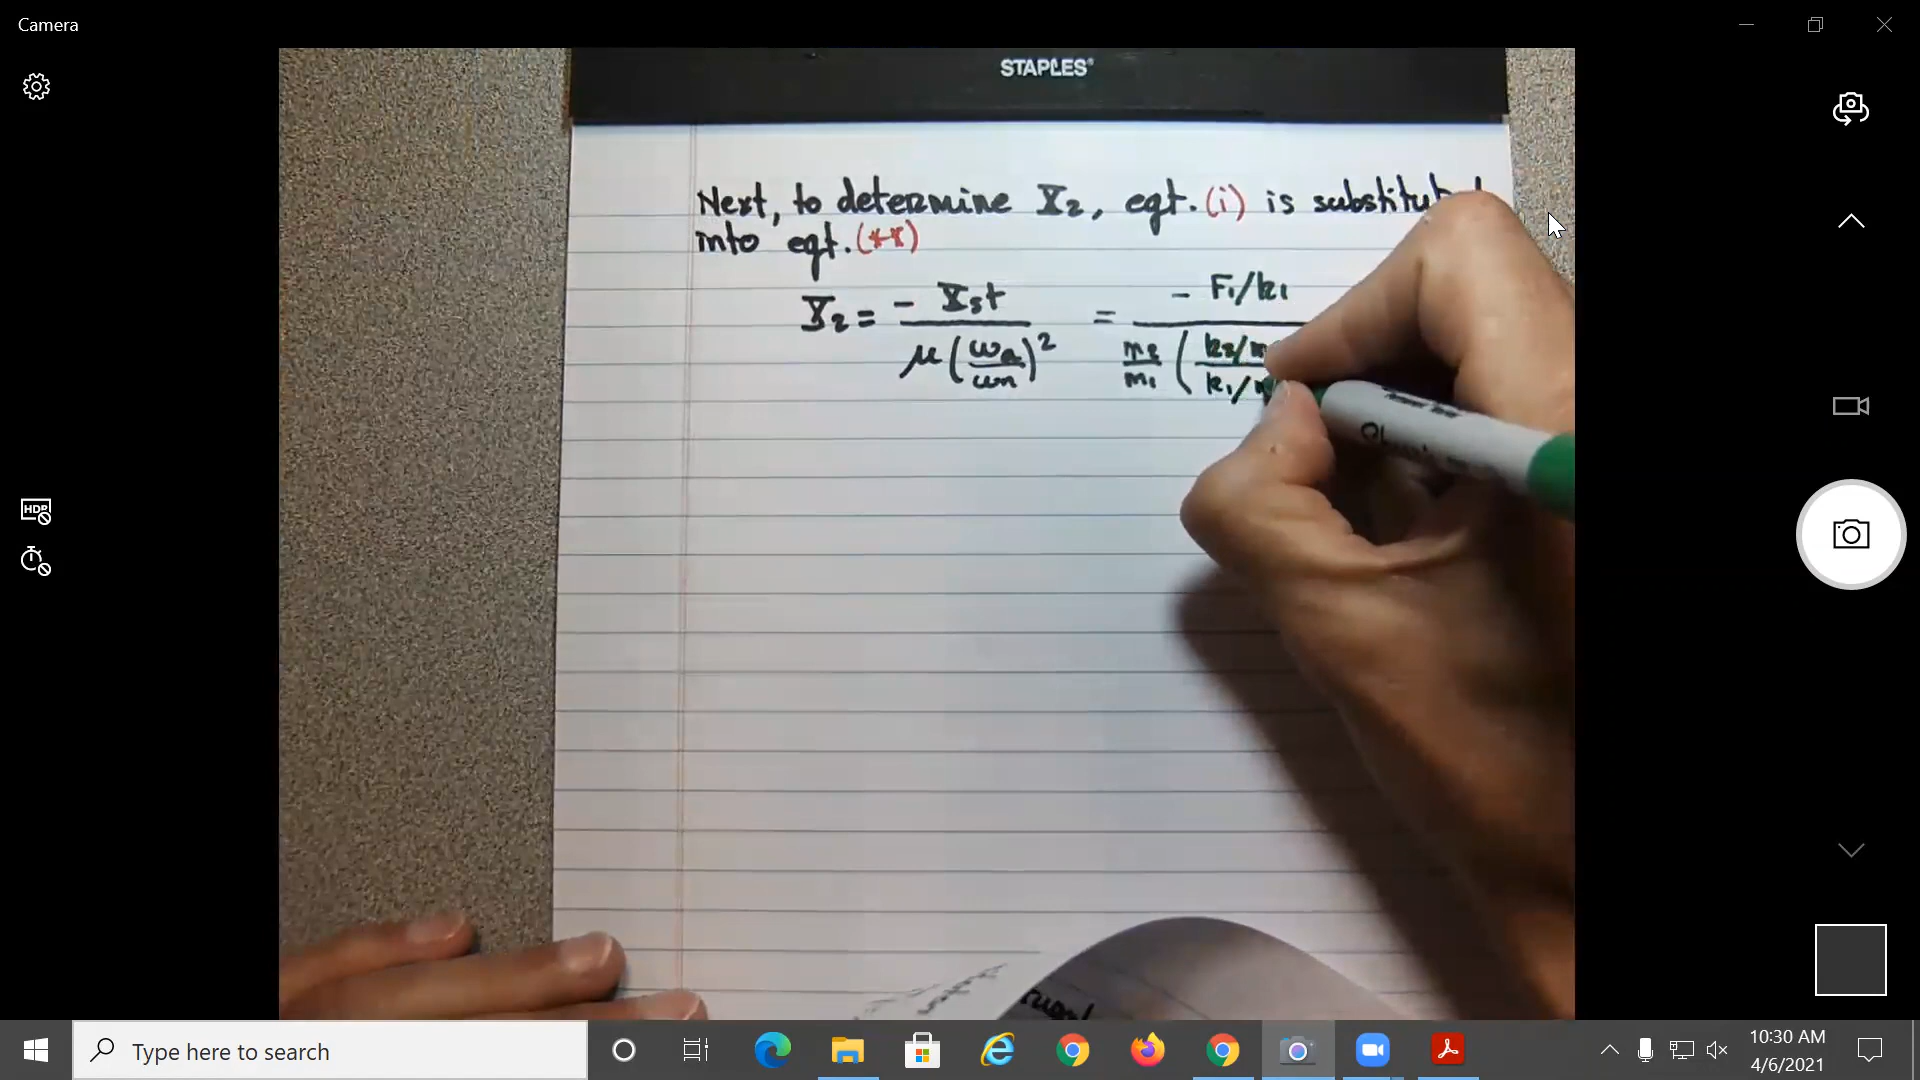 Camera
STAPLES
Next, to determine X2, eqt. (i) is
into eqt. (**)
X2 = - Xst / μ (ωa/ωn)² = - F1/k1 / m2/m1 (k2/m / k1/m
HDR
Type here to search
10:30 AM
4/6/2021